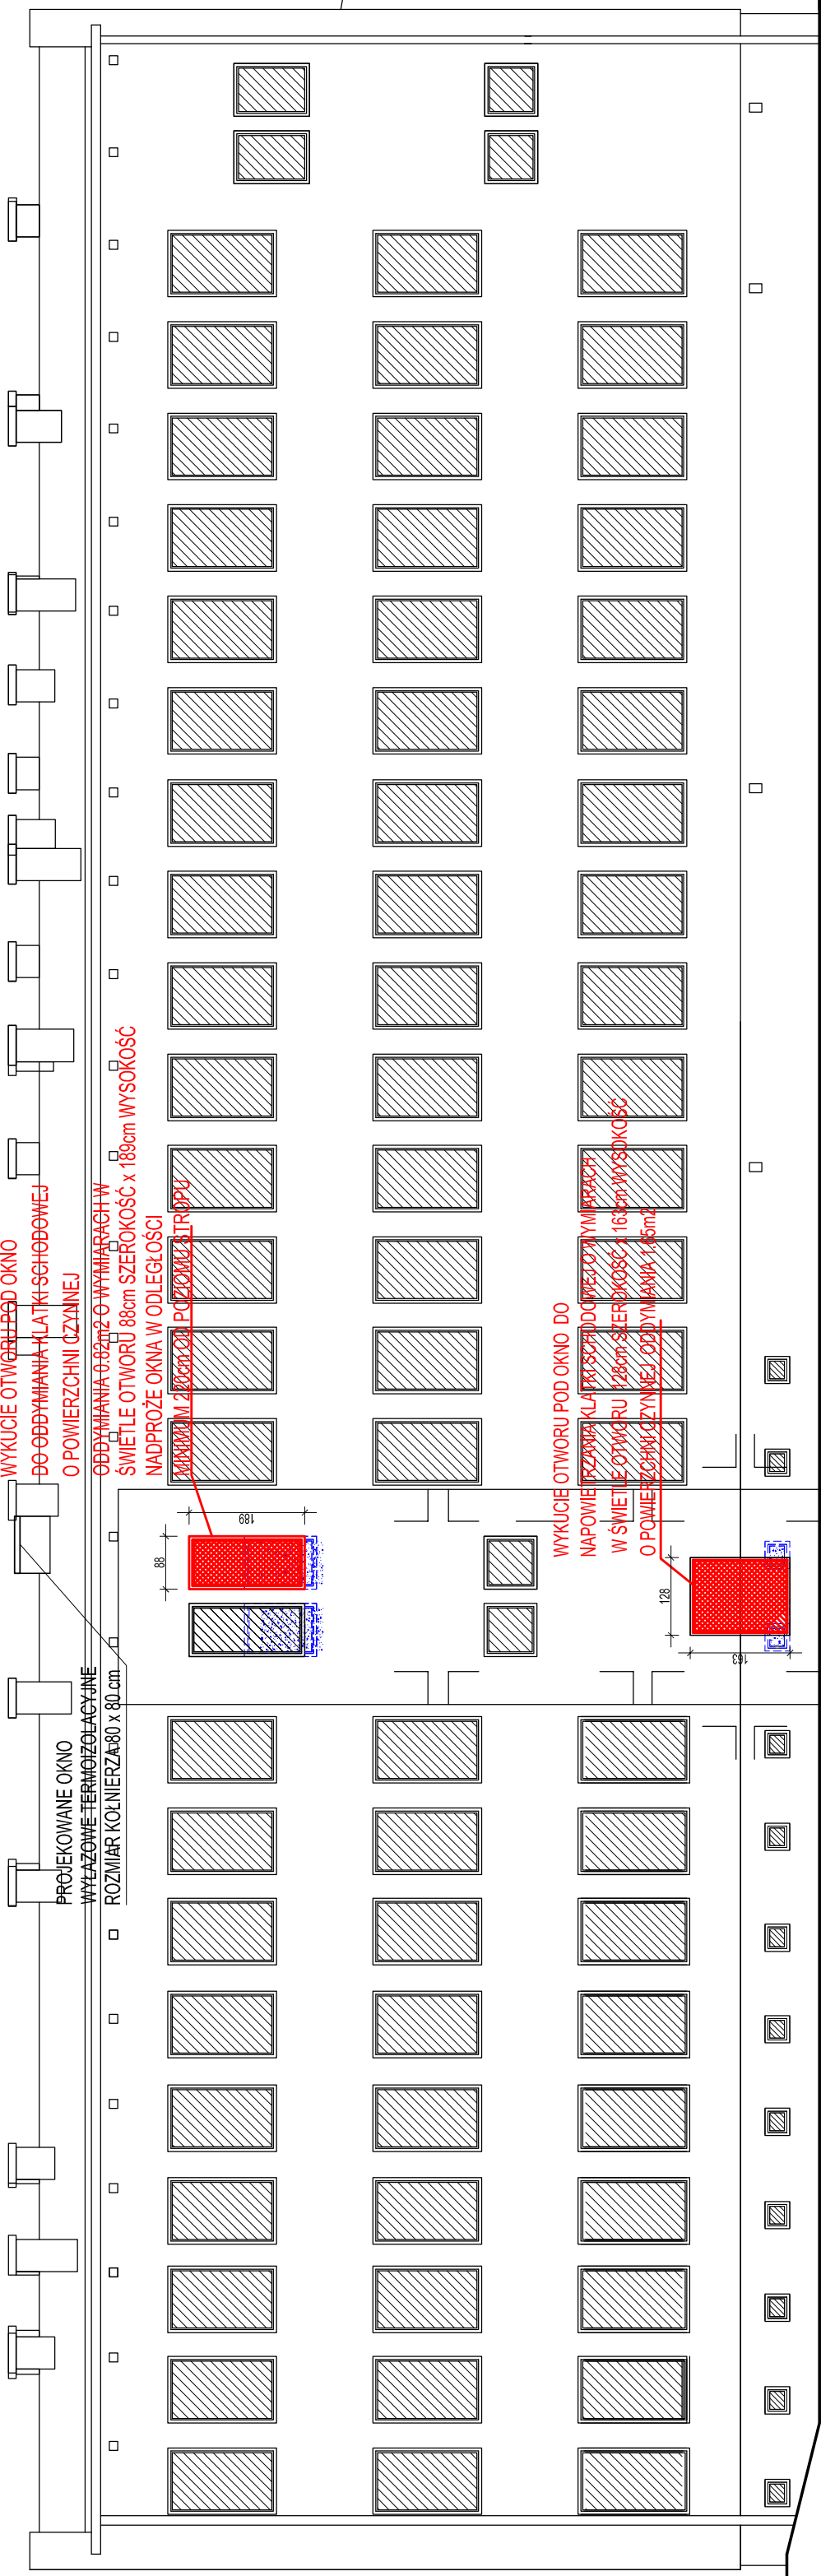 WYKUCIE OTWORU POD OKNO
DO ODDYMIANIA KLATKI SCHODOWEJ
O POWIERZCHNI CZYNNEJ
ODDYMIANIA 0.82m2 O WYMIARACH W
ŚWIETLE OTWORU 88cm SZEROKOŚĆ x 189cm WYSOKOŚĆ
NADPROŻE OKNA W ODLEGŁOŚCI
MINIMUM 220cm OD POZIOMU STROPU
88
189
PROJEKOWANE OKNO
WYŁAZOWE TERMOIZOLACYJNE
ROZMIAR KOŁNIERZA 80 x 80 cm
WYKUCIE OTWORU POD OKNO DO
NAPOWIETRZANIA KLATKI SCHODOWEJ O WYMIARACH
W ŚWIETLE OTWORU 128cm SZEROKOŚĆ x 163cm WYSOKOŚĆ
O POWIERZCHNI CZYNNEJ ODDYMIANIA 1.65m2
128
163